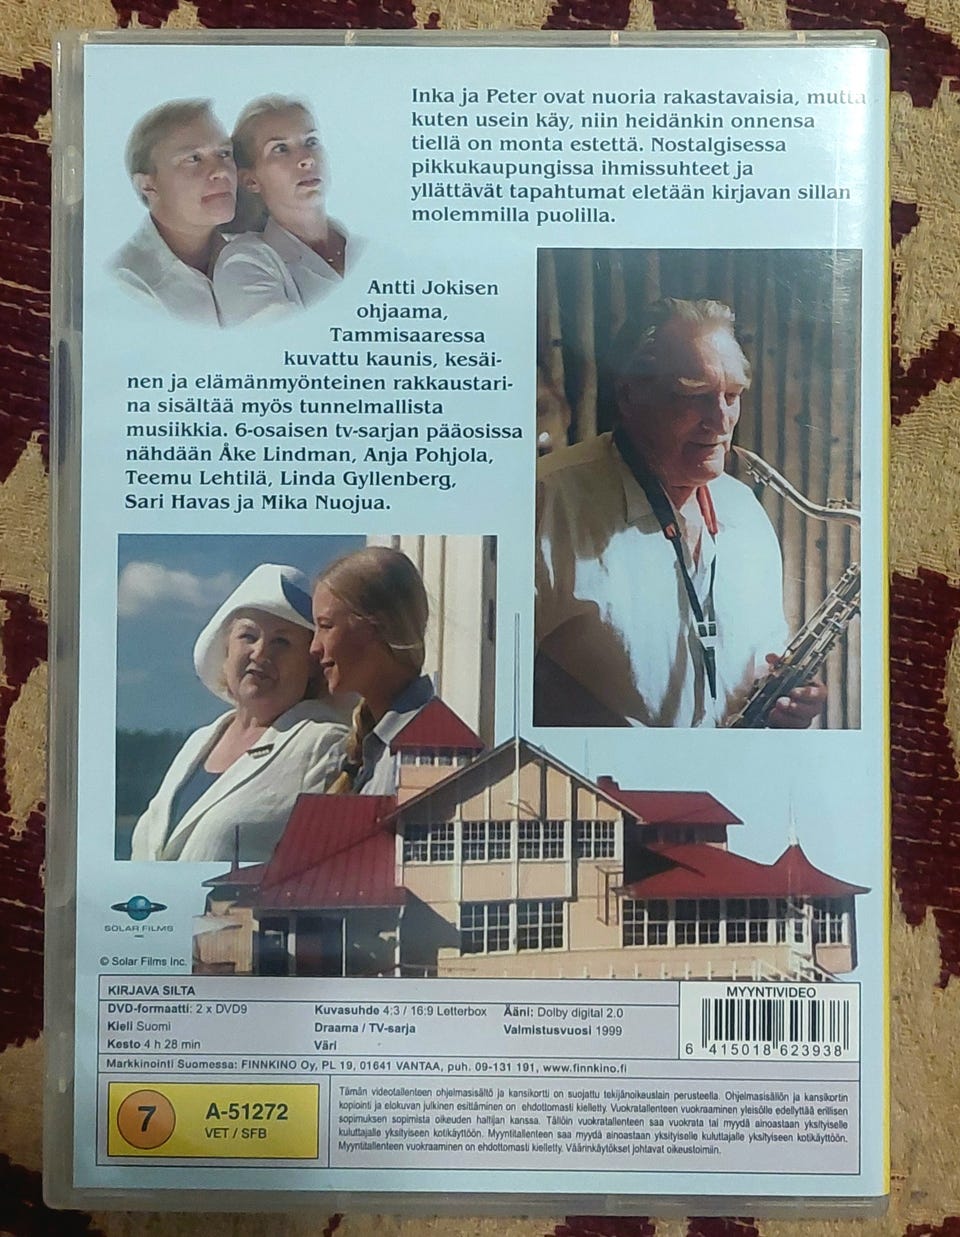 Inka ja Peter ovat nuoria rakastavaisia, mutta
kuten usein käy, niin heidänkin onnensa
tiellä on monta estettä. Nostalgisessa
pikkukaupungissa ihmissuhteet ja
yllättävät tapahtumat eletään kirjavan sillan
molemmilla puolilla.
Antti Jokisen
ohjaama,
Tammisaaressa
kuvattu kaunis, kesäi-
nen ja elämänmyönteinen rakkaustari-
na sisältää myös tunnelmallista
musiikkia. 6-osaisen tv-sarjan pääosissa
nähdään Åke Lindman, Anja Pohjola,
Teemu Lehtilä, Linda Gyllenberg,
Sari Havas ja Mika Nuojua.
SOLAR FILMS
© Solar Films Inc.
KIRJAVA SILTA
DVD-formaatti: 2 x DVD9
Kieli Suomi
Kesto 4 h 28 min
Kuvasuhde 4:3 / 16:9 Letterbox
Draama / TV-sarja
Väri
Ääni: Dolby digital 2.0
Valmistusvuosi 1999
MYYNTIVIDEO
6 415018 623938
Markkinointi Suomessa: FINNKINO Oy, PL 19, 01641 VANTAA, puh. 09-131 191, www.finnkino.fi
7
A-51272
VET / SFB
Tämän videotallenteen ohjelmasisältö ja kansikortti on suojattu tekijänoikeuslain perusteella. Ohjelmasisällön ja kansikortin
kopiointi ja elokuvan julkinen esittäminen on ehdottomasti kielletty. Vuokratallenteen vuokraaminen yleisölle edellyttää erillisen
sopimuksen sopimista oikeuden haltijan kanssa. Tällöin vuokratallenteen saa vuokrata tai myydä ainoastaan yksityiselle
kuluttajalle yksityiseen kotikäyttöön. Myyntitallenteen saa myydä ainoastaan yksityiselle kuluttajalle yksityiseen kotikäyttöön.
Myyntitallenteen vuokraaminen on ehdottomasti kielletty. Väärinkäytökset johtavat oikeustoimiin.